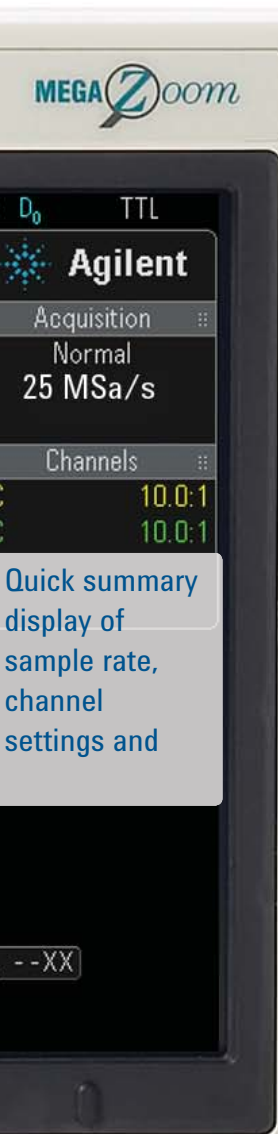 MEGA Zoom
D₀ TTL
Agilent
Acquisition
Normal
25 MSa/s
Channels
C 10.0:1
C 10.0:1
Quick summary
display of
sample rate,
channel
settings and
--XX